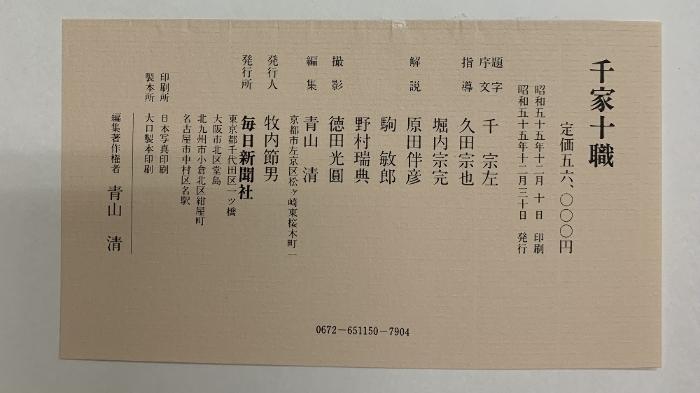 千家十職
定価五六、〇〇〇円
昭和五十五年十二月 十 日 印刷
昭和五十五年十二月三十日 発行
題字
序文 千 宗左
指導 久田宗也
堀内宗完
解説 原田伴彦
駒 敏郎
野村瑞典
撮影 徳田光圓
編集 青山 清
京都市左京区松ヶ崎東桜木町一
発行人 牧内節男
発行所 毎日新聞社
東京都千代田区一ツ橋
大阪市北区堂島
北九州市小倉北区紺屋町
名古屋市中村区名駅
印刷所 日本写真印刷
製本所 大口製本印刷
編集著作権者 青山 清
0672-651150-7904